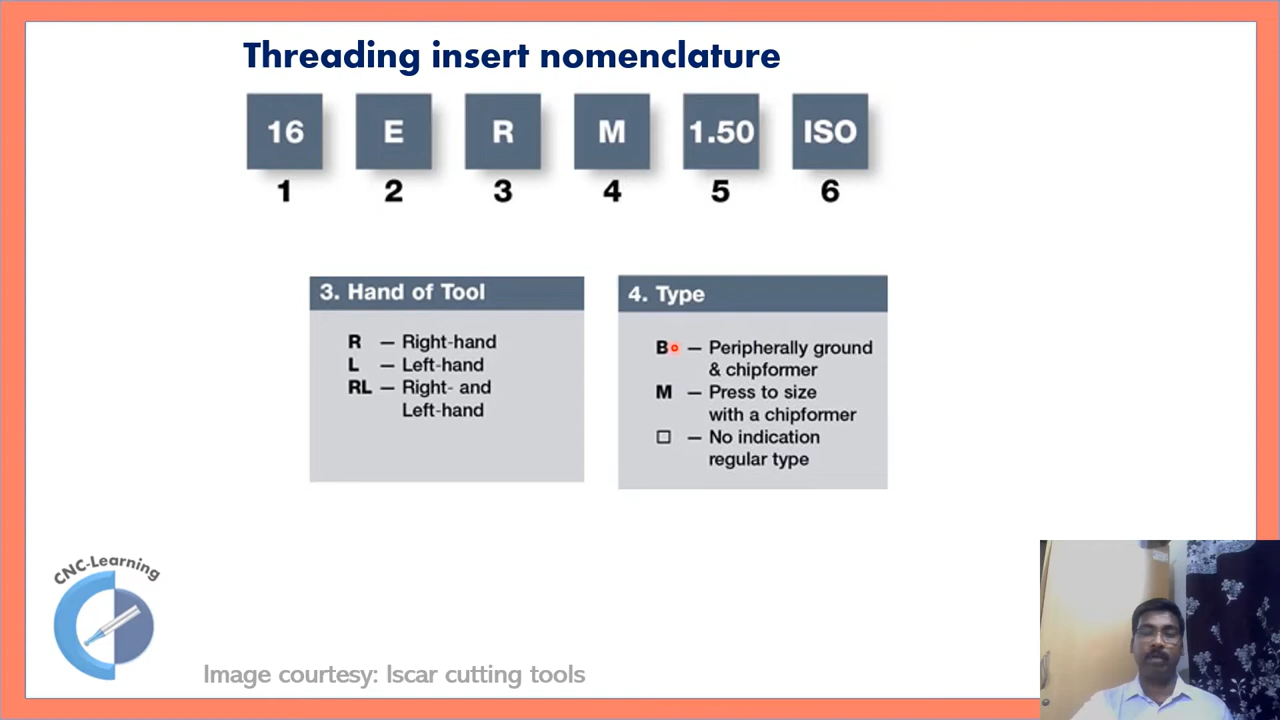 Threading insert nomenclature
16 E R M 1.50 ISO
1 2 3 4 5 6
3. Hand of Tool
R — Right-hand
L — Left-hand
RL — Right- and
Left-hand
4. Type
B — Peripherally ground
& chipformer
M — Press to size
with a chipformer
□ — No indication
regular type
CNC-Learning
Image courtesy: Iscar cutting tools